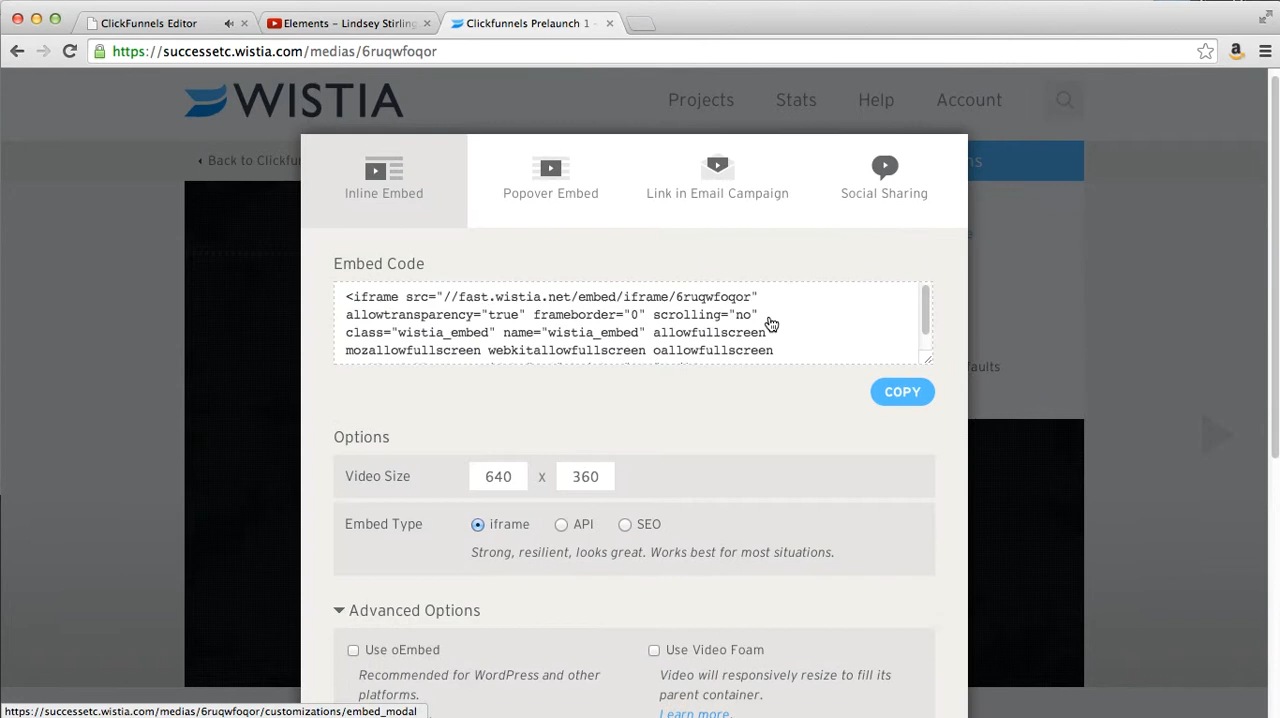 ClickFunnels Editor
Elements – Lindsey Stirling
Clickfunnels Prelaunch 1 -
https://successetc.wistia.com/medias/6ruqwfoqor
WISTIA
Projects Stats Help Account
Back to Clickfun
ns
Inline Embed
Popover Embed
Link in Email Campaign
Social Sharing
Embed Code
<iframe src="//fast.wistia.net/embed/iframe/6ruqwfoqor"
allowtransparency="true" frameborder="0" scrolling="no"
class="wistia_embed" name="wistia_embed" allowfullscreen
mozallowfullscreen webkitallowfullscreen oallowfullscreen
COPY
aults
Options
Video Size 640 x 360
Embed Type iframe API SEO
Strong, resilient, looks great. Works best for most situations.
Advanced Options
Use oEmbed
Recommended for WordPress and other
platforms.
Use Video Foam
Video will responsively resize to fill its
parent container.
Learn more.
https://successetc.wistia.com/medias/6ruqwfoqor/customizations/embed_modal